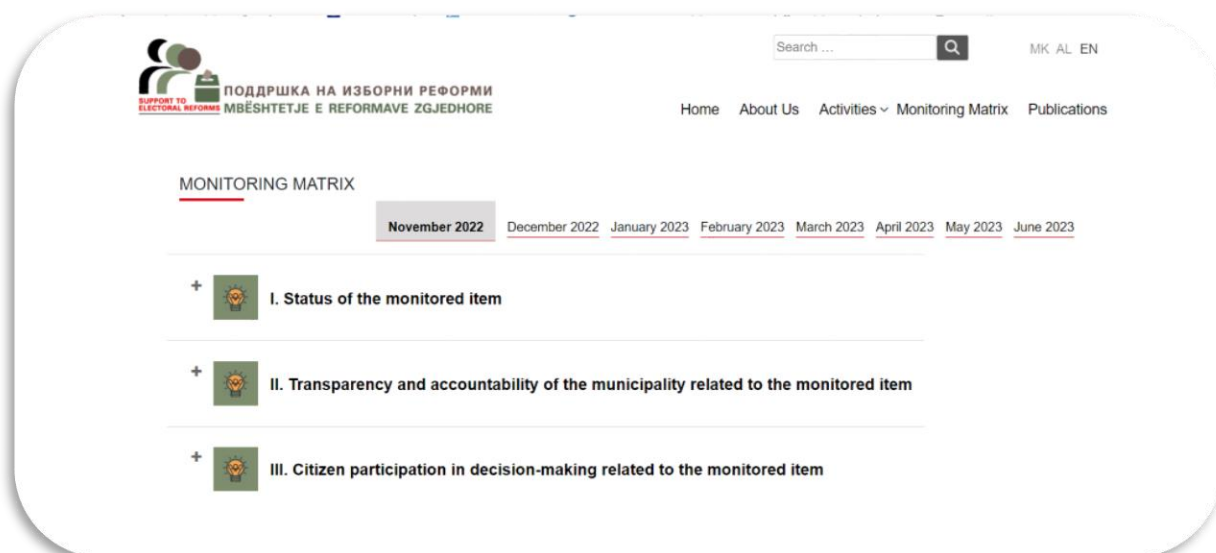 Search ...
MK AL EN
SUPPORT TO
ELECTORAL REFORMS
ПОДДРШКА НА ИЗБОРНИ РЕФОРМИ
MBËSHTETJE E REFORMAVE ZGJEDHORE
Home About Us Activities Monitoring Matrix Publications
MONITORING MATRIX
November 2022 December 2022 January 2023 February 2023 March 2023 April 2023 May 2023 June 2023
+ I. Status of the monitored item
+ II. Transparency and accountability of the municipality related to the monitored item
+ III. Citizen participation in decision-making related to the monitored item